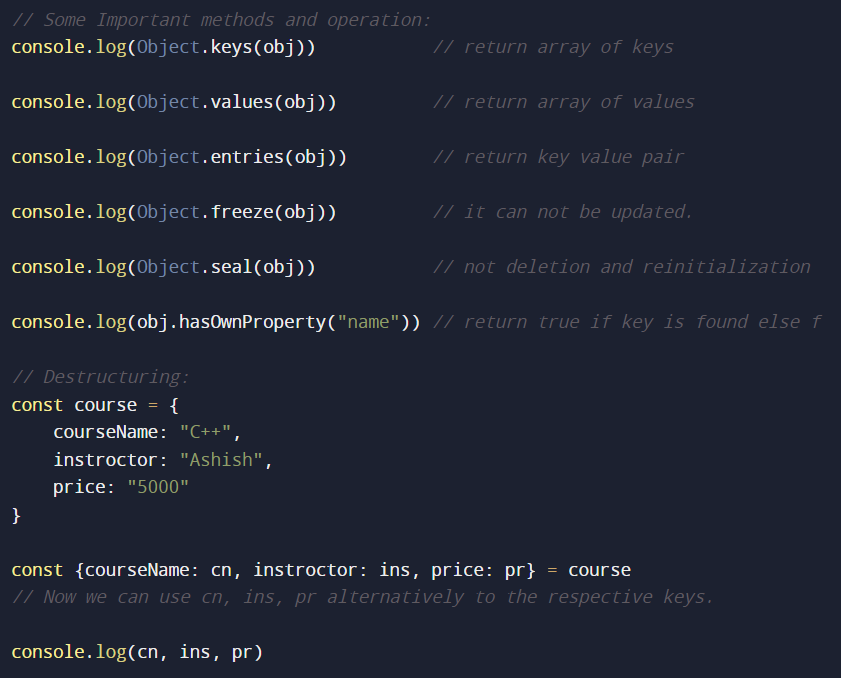 // Some Important methods and operation:
console.log(Object.keys(obj)) // return array of keys
console.log(Object.values(obj)) // return array of values
console.log(Object.entries(obj)) // return key value pair
console.log(Object.freeze(obj)) // it can not be updated.
console.log(Object.seal(obj)) // not deletion and reinitialization
console.log(obj.hasOwnProperty("name")) // return true if key is found else f
// Destructuring:
const course = {
    courseName: "C++",
    instroctor: "Ashish",
    price: "5000"
}
const {courseName: cn, instroctor: ins, price: pr} = course
// Now we can use cn, ins, pr alternatively to the respective keys.
console.log(cn, ins, pr)